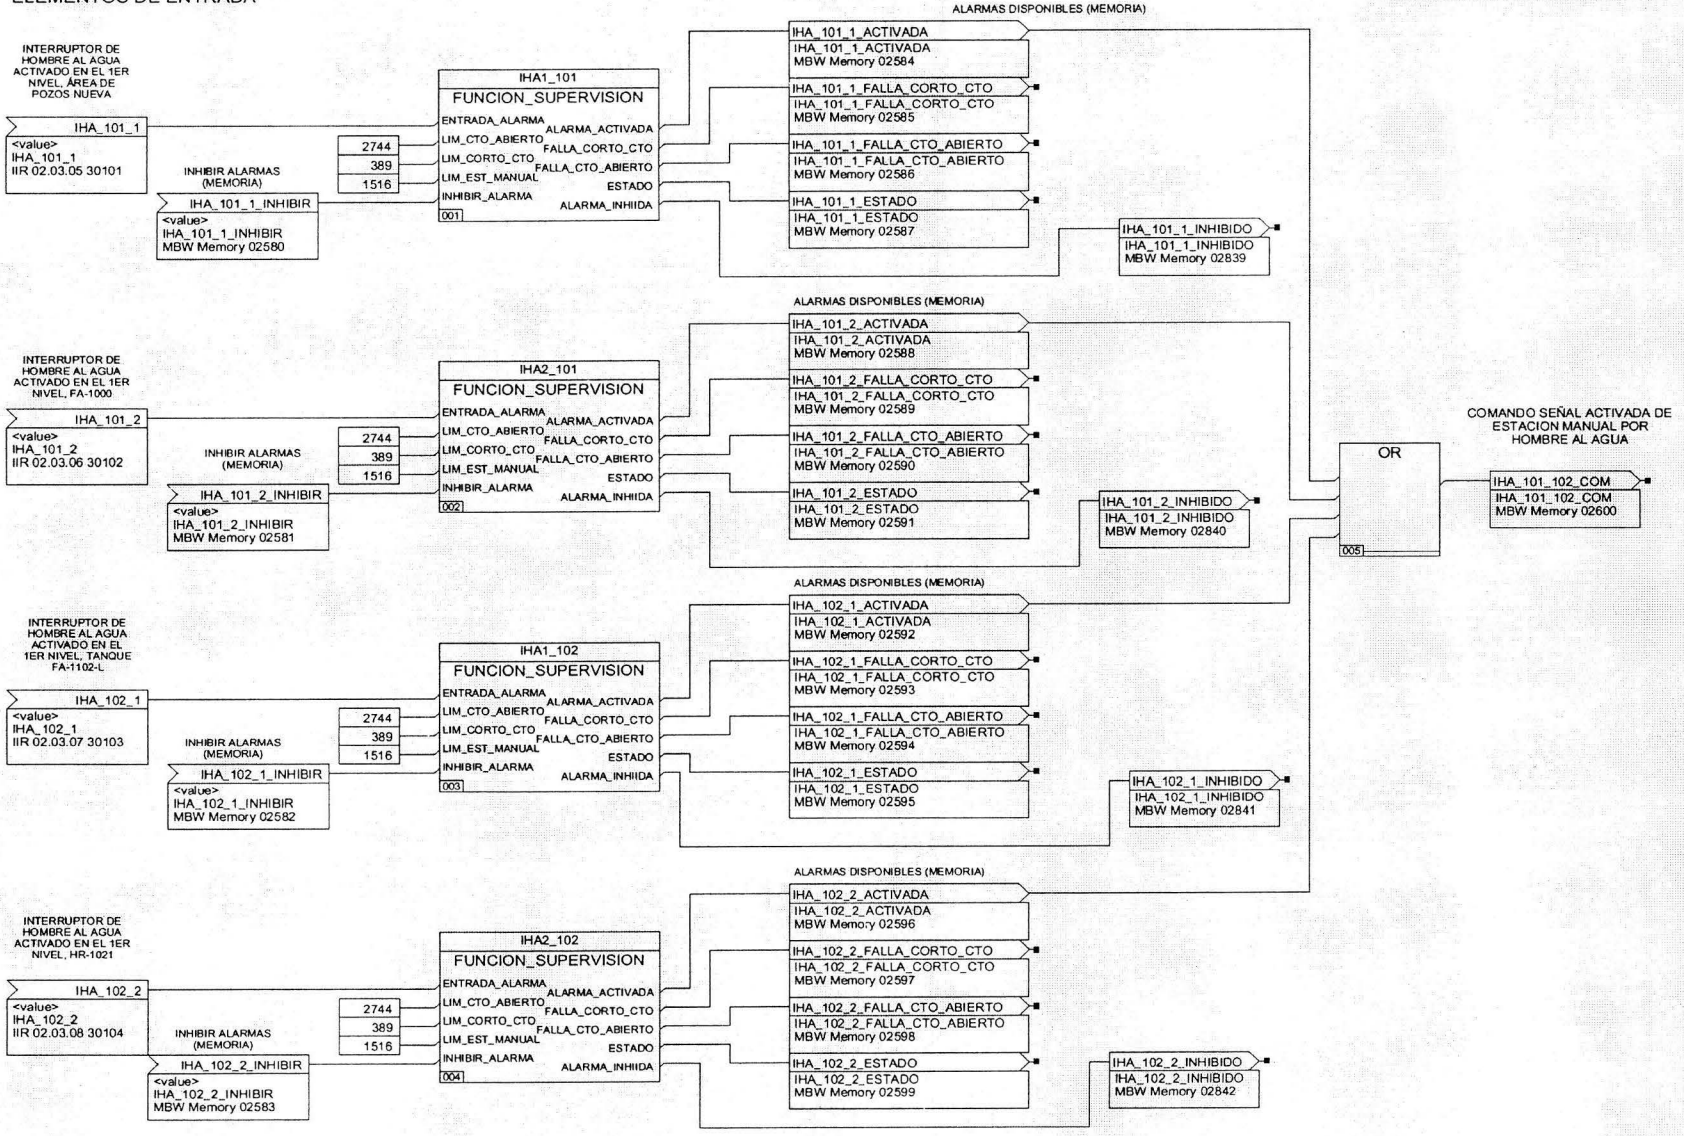 ELEMENTOS DE ENTRADA
ALARMAS DISPONIBLES (MEMORIA)
INTERRUPTOR DE
HOMBRE AL AGUA
ACTIVADO EN EL 1ER
NIVEL, ÁREA DE
POZOS NUEVA
IHA_101_1
<value>
IHA_101_1
IIR 02.03.05 30101
INHIBIR ALARMAS
(MEMORIA)
IHA_101_1_INHIBIR
<value>
IHA_101_1_INHIBIR
MBW Memory 02580
2744
389
1516
IHA1_101
FUNCION_SUPERVISION
ENTRADA_ALARMA
LIM_CTO_ABIERTO
LIM_CORTO_CTO
LIM_EST_MANUAL
INHIBIR_ALARMA
ALARMA_ACTIVADA
FALLA_CORTO_CTO
FALLA_CTO_ABIERTO
ESTADO
ALARMA_INHIIDA
001
IHA_101_1_ACTIVADA
IHA_101_1_ACTIVADA
MBW Memory 02584
IHA_101_1_FALLA_CORTO_CTO
IHA_101_1_FALLA_CORTO_CTO
MBW Memory 02585
IHA_101_1_FALLA_CTO_ABIERTO
IHA_101_1_FALLA_CTO_ABIERTO
MBW Memory 02586
IHA_101_1_ESTADO
IHA_101_1_ESTADO
MBW Memory 02587
IHA_101_1_INHIBIDO
IHA_101_1_INHIBIDO
MBW Memory 02839
ALARMAS DISPONIBLES (MEMORIA)
INTERRUPTOR DE
HOMBRE AL AGUA
ACTIVADO EN EL 1ER
NIVEL, FA-1000
IHA_101_2
<value>
IHA_101_2
IIR 02.03.06 30102
INHIBIR ALARMAS
(MEMORIA)
IHA_101_2_INHIBIR
<value>
IHA_101_2_INHIBIR
MBW Memory 02581
2744
389
1516
IHA2_101
FUNCION_SUPERVISION
ENTRADA_ALARMA
LIM_CTO_ABIERTO
LIM_CORTO_CTO
LIM_EST_MANUAL
INHIBIR_ALARMA
ALARMA_ACTIVADA
FALLA_CORTO_CTO
FALLA_CTO_ABIERTO
ESTADO
ALARMA_INHIIDA
002
IHA_101_2_ACTIVADA
IHA_101_2_ACTIVADA
MBW Memory 02588
IHA_101_2_FALLA_CORTO_CTO
IHA_101_2_FALLA_CORTO_CTO
MBW Memory 02589
IHA_101_2_FALLA_CTO_ABIERTO
IHA_101_2_FALLA_CTO_ABIERTO
MBW Memory 02590
IHA_101_2_ESTADO
IHA_101_2_ESTADO
MBW Memory 02591
IHA_101_2_INHIBIDO
IHA_101_2_INHIBIDO
MBW Memory 02840
OR
005
COMANDO SEÑAL ACTIVADA DE
ESTACION MANUAL POR
HOMBRE AL AGUA
IHA_101_102_COM
IHA_101_102_COM
MBW Memory 02600
ALARMAS DISPONIBLES (MEMORIA)
INTERRUPTOR DE
HOMBRE AL AGUA
ACTIVADO EN EL
1ER NIVEL, TANQUE
FA-1102-L
IHA_102_1
<value>
IHA_102_1
IIR 02.03.07 30103
INHIBIR ALARMAS
(MEMORIA)
IHA_102_1_INHIBIR
<value>
IHA_102_1_INHIBIR
MBW Memory 02582
2744
389
1516
IHA1_102
FUNCION_SUPERVISION
ENTRADA_ALARMA
LIM_CTO_ABIERTO
LIM_CORTO_CTO
LIM_EST_MANUAL
INHIBIR_ALARMA
ALARMA_ACTIVADA
FALLA_CORTO_CTO
FALLA_CTO_ABIERTO
ESTADO
ALARMA_INHIIDA
003
IHA_102_1_ACTIVADA
IHA_102_1_ACTIVADA
MBW Memory 02592
IHA_102_1_FALLA_CORTO_CTO
IHA_102_1_FALLA_CORTO_CTO
MBW Memory 02593
IHA_102_1_FALLA_CTO_ABIERTO
IHA_102_1_FALLA_CTO_ABIERTO
MBW Memory 02594
IHA_102_1_ESTADO
IHA_102_1_ESTADO
MBW Memory 02595
IHA_102_1_INHIBIDO
IHA_102_1_INHIBIDO
MBW Memory 02841
ALARMAS DISPONIBLES (MEMORIA)
INTERRUPTOR DE
HOMBRE AL AGUA
ACTIVADO EN EL 1ER
NIVEL, HR-1021
IHA_102_2
<value>
IHA_102_2
IIR 02.03.08 30104
INHIBIR ALARMAS
(MEMORIA)
IHA_102_2_INHIBIR
<value>
IHA_102_2_INHIBIR
MBW Memory 02583
2744
389
1516
IHA2_102
FUNCION_SUPERVISION
ENTRADA_ALARMA
LIM_CTO_ABIERTO
LIM_CORTO_CTO
LIM_EST_MANUAL
INHIBIR_ALARMA
ALARMA_ACTIVADA
FALLA_CORTO_CTO
FALLA_CTO_ABIERTO
ESTADO
ALARMA_INHIIDA
004
IHA_102_2_ACTIVADA
IHA_102_2_ACTIVADA
MBW Memory 02596
IHA_102_2_FALLA_CORTO_CTO
IHA_102_2_FALLA_CORTO_CTO
MBW Memory 02597
IHA_102_2_FALLA_CTO_ABIERTO
IHA_102_2_FALLA_CTO_ABIERTO
MBW Memory 02598
IHA_102_2_ESTADO
IHA_102_2_ESTADO
MBW Memory 02599
IHA_102_2_INHIBIDO
IHA_102_2_INHIBIDO
MBW Memory 02842